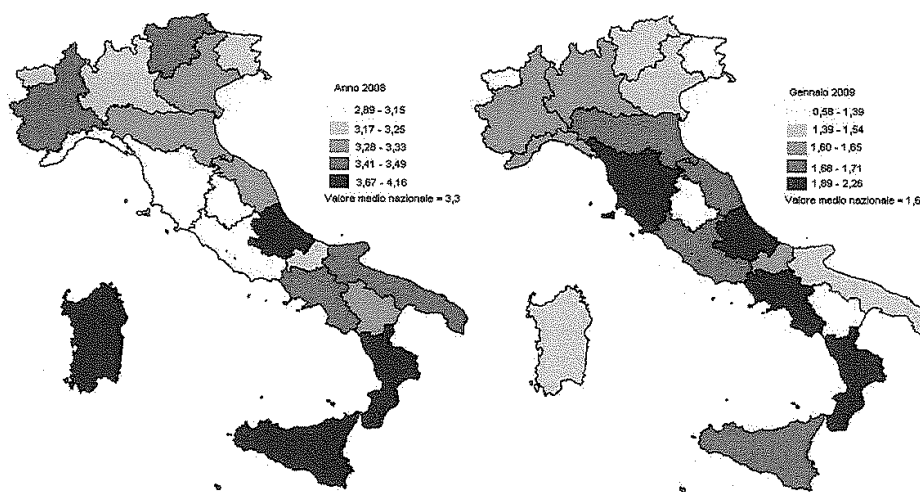 Anno 2008
2,89 - 3,15
3,17 - 3,25
3,28 - 3,33
3,41 - 3,49
3,67 - 4,16
Valore medio nazionale = 3,3
Gennaio 2009
0,58 - 1,39
1,39 - 1,54
1,60 - 1,65
1,68 - 1,71
1,89 - 2,26
Valore medio nazionale = 1,6